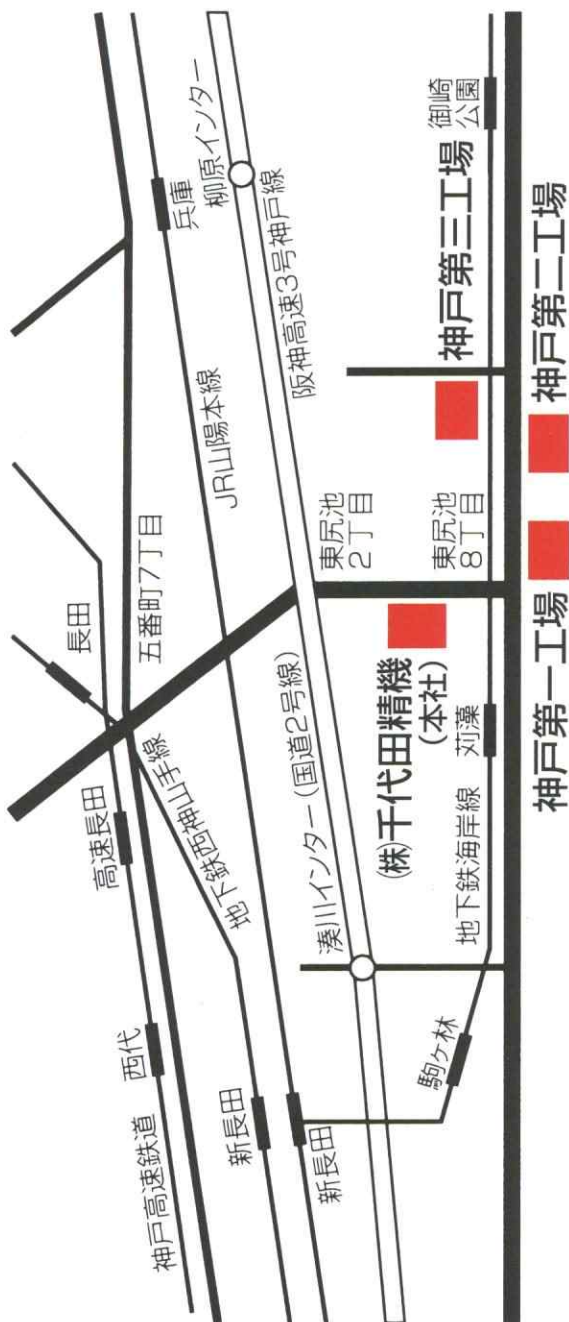 神戸高速鉄道
西代
高速長田
長田
五番町7丁目
地下鉄西神山手線
新長田
新長田
JR山陽本線
兵庫
柳原インター
阪神高速3号神戸線
湊川インター(国道2号線)
駒ヶ林
地下鉄海岸線
苅藻
(株)千代田精機
(本社)
東尻池
2丁目
東尻池
8丁目
神戸第三工場
御崎
公園
神戸第一工場
神戸第二工場